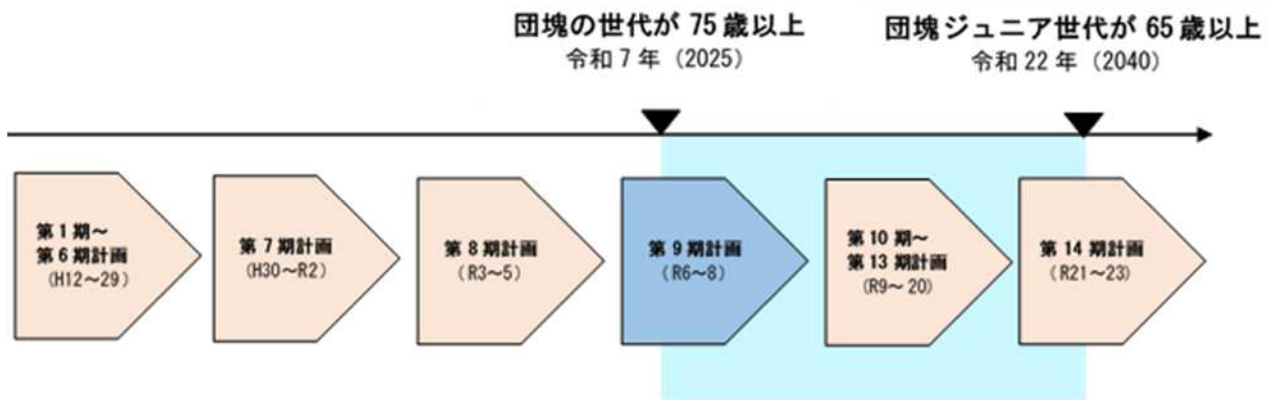 団塊の世代が 75 歳以上
令和 7 年（2025）
団塊ジュニア世代が 65 歳以上
令和 22 年（2040）
第 1 期～
第 6 期計画
（H12～29）
第 7 期計画
（H30～R2）
第 8 期計画
（R3～5）
第 9 期計画
（R6～8）
第 10 期～
第 13 期計画
（R9～ 20）
第 14 期計画
（R21～23）